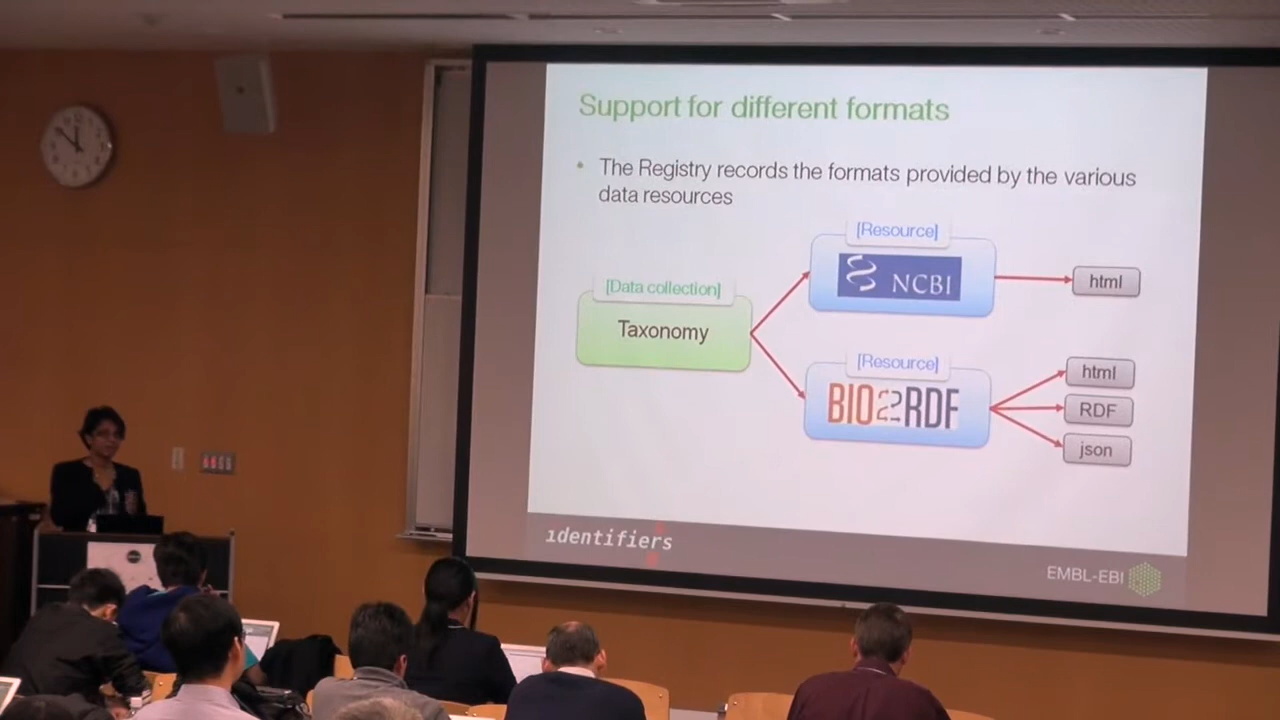 Support for different formats
• The Registry records the formats provided by the various
data resources
[Resource]
NCBI
html
[Data collection]
Taxonomy
[Resource]
BIO2RDF
html
RDF
json
identifiers
EMBL-EBI